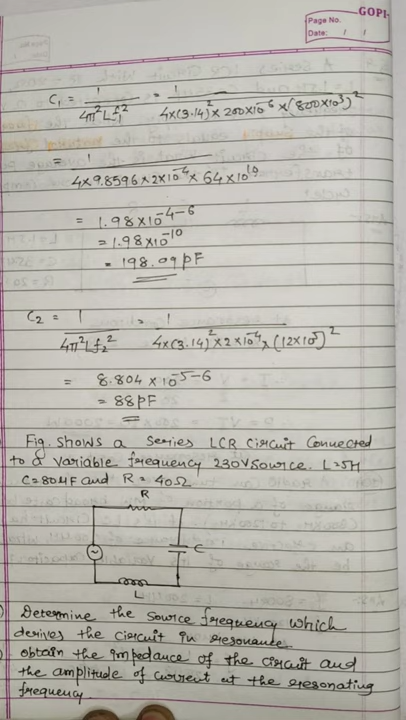 GOPI-
Page No.
Date: / /
C₁ = 1/(4π²Lf₁²) = 1/(4×(3.14)²×200×10⁻⁶×(800×10³)²)
= 1/(4×9.8596×2×10⁻⁴×64×10¹⁰)
= 1.98×10⁻⁴⁻⁶
= 1.98×10⁻¹⁰
= 198.09 pF
C₂ = 1/(4π²Lf₂²) = 1/(4×(3.14)²×2×10⁻⁴×(12×10⁵)²)
= 8.804×10⁻⁵⁻⁶
= 88pF
Fig. shows a series LCR circuit connected
to a variable frequency 230V source. L=5H
C=80μF and R=40Ω
R
C
L
Determine the source frequency which
derives the circuit in resonance
obtain the impedance of the circuit and
the amplitude of current at the resonating
frequency.